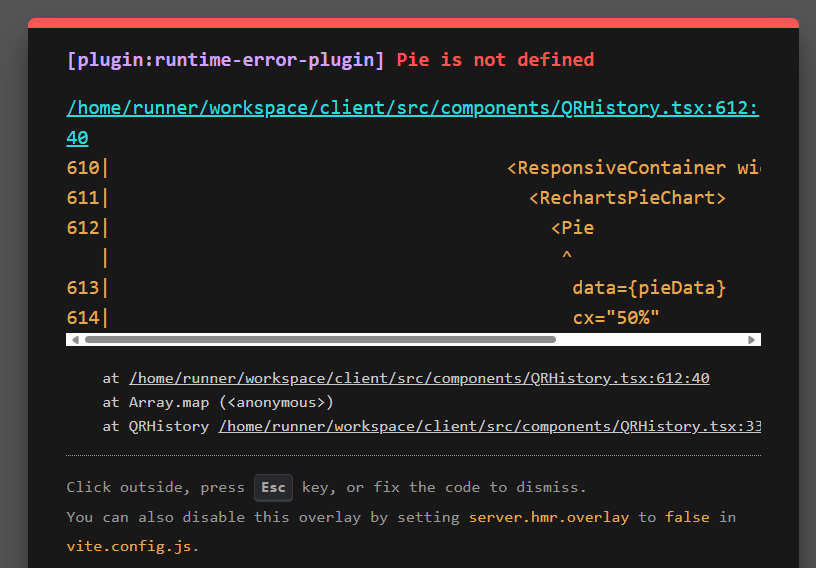 [plugin:runtime-error-plugin] Pie is not defined
/home/runner/workspace/client/src/components/QRHistory.tsx:612:
40
610| <ResponsiveContainer
611| <RechartsPieChart>
612| <Pie
| ^
613| data={pieData}
614| cx="50%"
at /home/runner/workspace/client/src/components/QRHistory.tsx:612:40
at Array.map (<anonymous>)
at QRHistory /home/runner/workspace/client/src/components/QRHistory.tsx:33
Click outside, press Esc key, or fix the code to dismiss.
You can also disable this overlay by setting server.hmr.overlay to false in
vite.config.js.